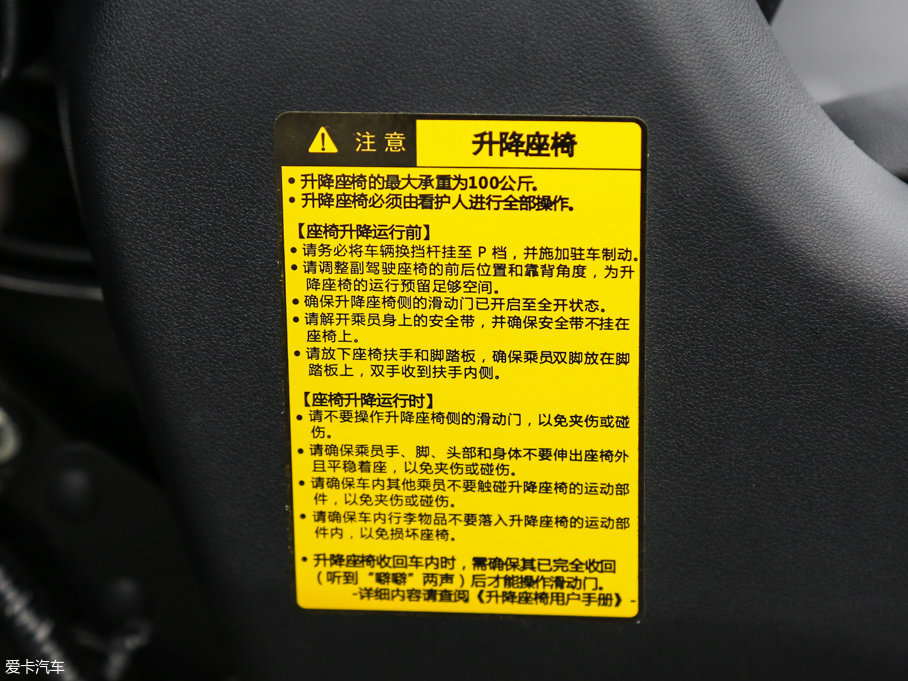 注意 升降座椅
• 升降座椅的最大承重为100公斤。
• 升降座椅必须由看护人进行全部操作。
【座椅升降运行前】
• 请务必将车辆换挡杆挂至 P 档，并施加驻车制动。
• 请调整副驾驶座椅的前后位置和靠背角度，为升
降座椅的运行预留足够空间。
• 确保升降座椅侧的滑动门已开启至全开状态。
• 请解开乘员身上的安全带，并确保安全带不挂在
座椅上。
• 请放下座椅扶手和脚踏板，确保乘员双脚放在脚
踏板上，双手收到扶手内侧。
【座椅升降运行时】
• 请不要操作升降座椅侧的滑动门，以免夹伤或碰
伤。
• 请确保乘员手、脚、头部和身体不要伸出座椅外
且平稳着座，以免夹伤或碰伤。
• 请确保车内其他乘员不要触碰升降座椅的运动部
件，以免夹伤或碰伤。
• 请确保车内行李物品不要落入升降座椅的运动部
件内，以免损坏座椅。
• 升降座椅收回车内时，需确保其已完全收回
（听到“噼噼”两声）后才能操作滑动门。
-详细内容请查阅《升降座椅用户手册》-
爱卡汽车